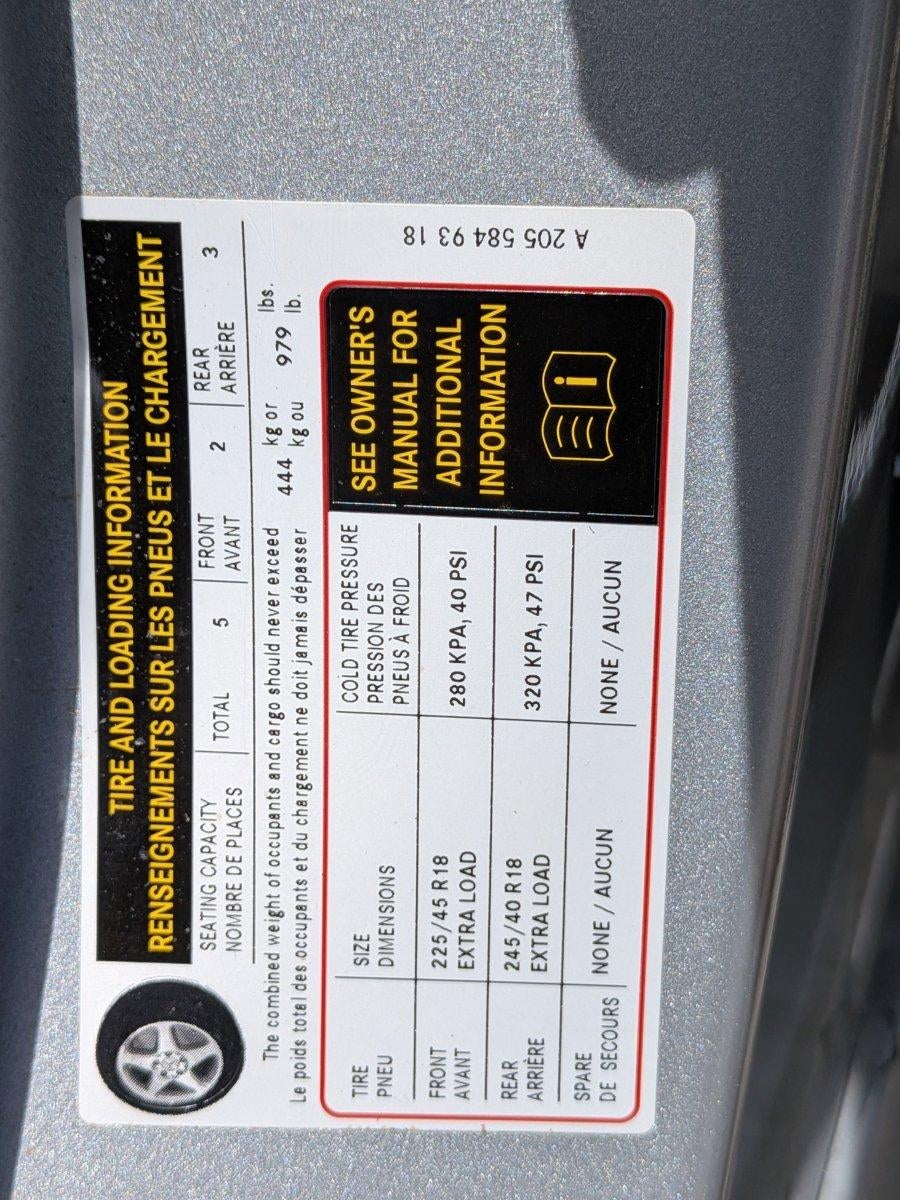 TIRE AND LOADING INFORMATION
RENSEIGNEMENTS SUR LES PNEUS ET LE CHARGEMENT
SEATING CAPACITY
NOMBRE DE PLACES
TOTAL 5
FRONT
AVANT
2
REAR
ARRIÈRE
3
The combined weight of occupants and cargo should never exceed 444 kg or 979 lbs.
Le poids total des occupants et du chargement ne doit jamais dépasser kg ou lb.
TIRE
PNEU
SIZE
DIMENSIONS
COLD TIRE PRESSURE
PRESSION DES
PNEUS À FROID
FRONT
AVANT
225/45 R18
EXTRA LOAD
280 KPA, 40 PSI
REAR
ARRIÈRE
245/40 R18
EXTRA LOAD
320 KPA, 47 PSI
SPARE
DE SECOURS
NONE / AUCUN
NONE / AUCUN
SEE OWNER'S
MANUAL FOR
ADDITIONAL
INFORMATION
A 205 584 93 18